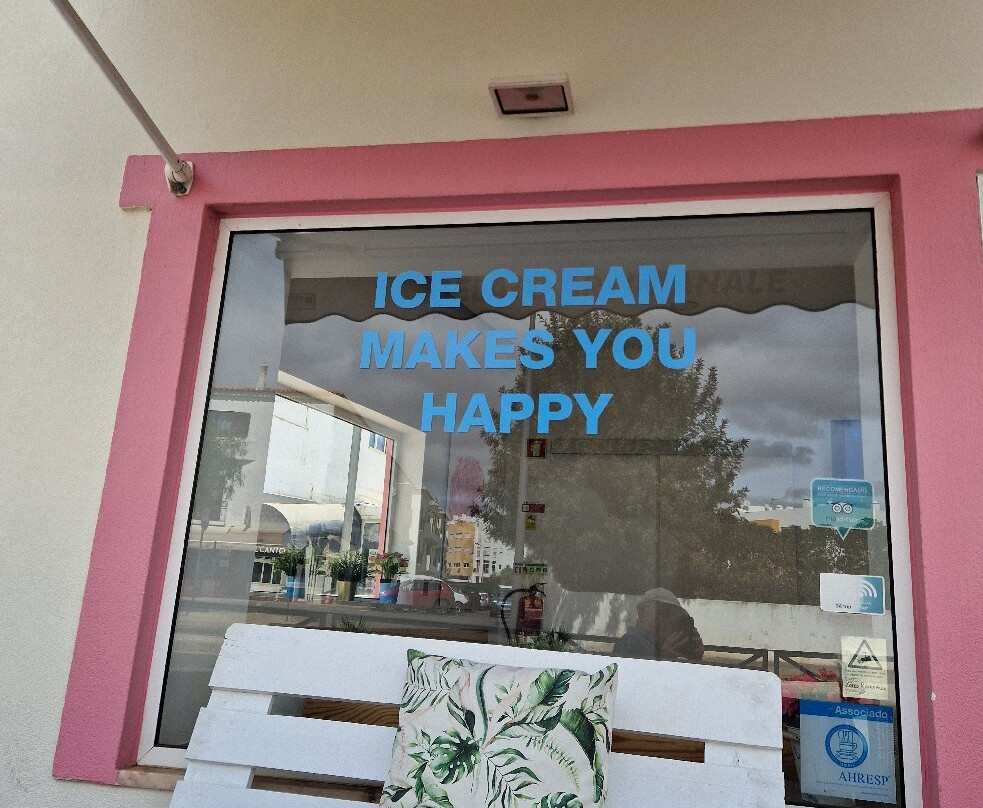 ICE CREAM
MAKES YOU
HAPPY
RECOMENDADO
Associado
AHRESP